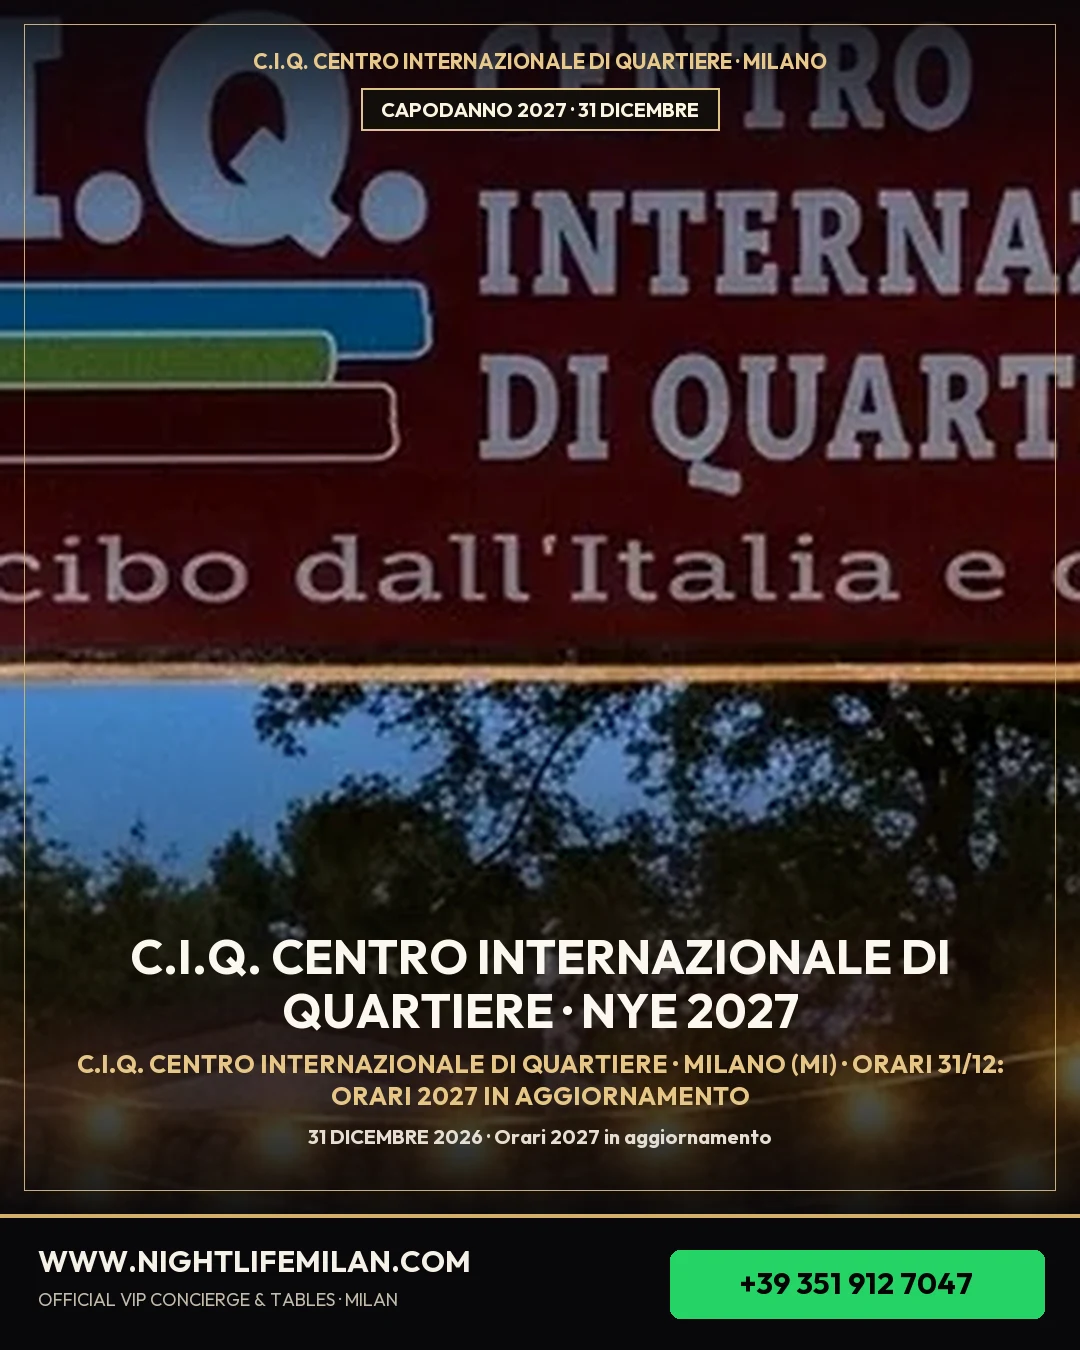 C.I.Q. CENTRO INTERNAZIONALE DI QUARTIERE · MILANO
CAPODANNO 2027 · 31 DICEMBRE
I.Q.
CENTRO
INTERNAZ
DI QUART
cibo dall'Italia e
C.I.Q. CENTRO INTERNAZIONALE DI
QUARTIERE · NYE 2027
C.I.Q. CENTRO INTERNAZIONALE DI QUARTIERE · MILANO (MI) · ORARI 31/12:
ORARI 2027 IN AGGIORNAMENTO
31 DICEMBRE 2026 · Orari 2027 in aggiornamento
WWW.NIGHTLIFEMILAN.COM
OFFICIAL VIP CONCIERGE & TABLES · MILAN
+39 351 912 7047